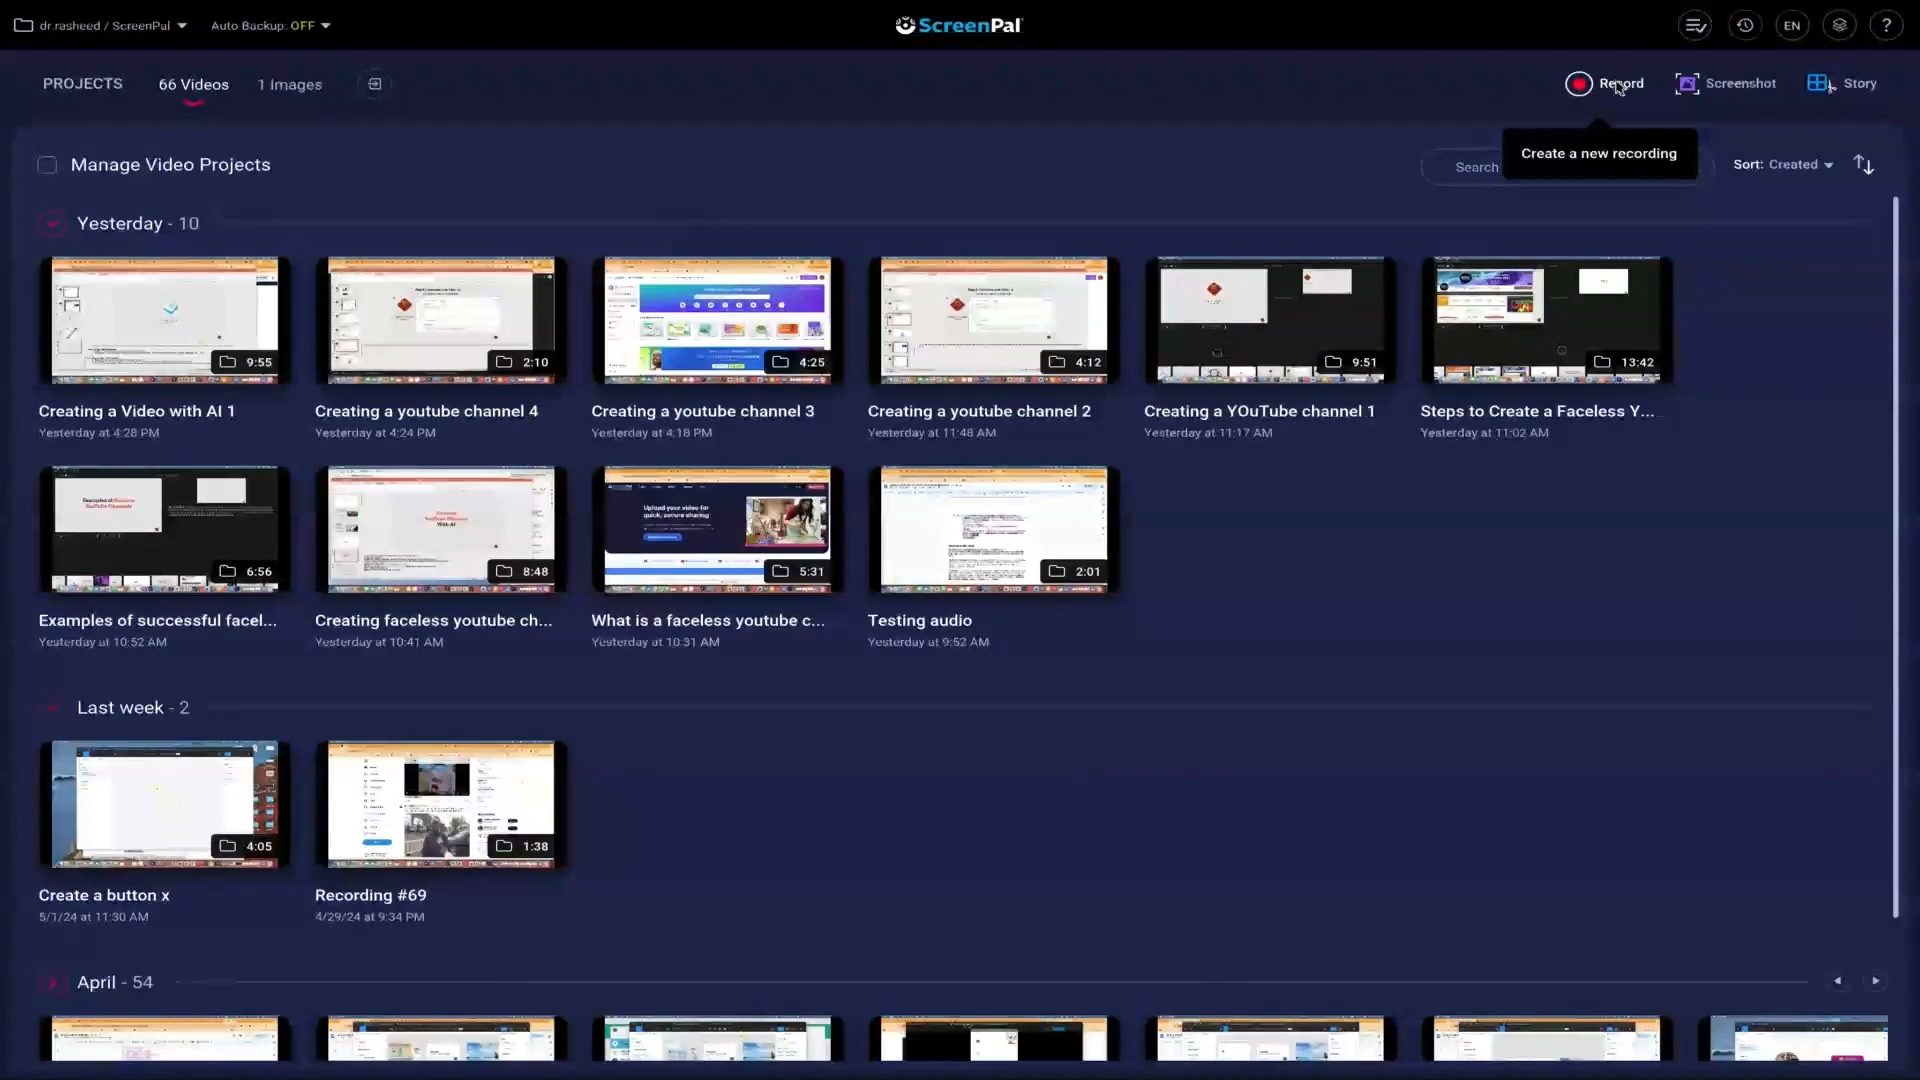 dr.rasheed / ScreenPal
Auto Backup: OFF
ScreenPal
EN
?
PROJECTS
66 Videos
1 Images
Record
Screenshot
Story
Create a new recording
Manage Video Projects
Search
Sort: Created
Yesterday - 10
9:55
2:10
4:25
4:12
9:51
13:42
Creating a Video with AI 1
Creating a youtube channel 4
Creating a youtube channel 3
Creating a youtube channel 2
Creating a YOuTube channel 1
Steps to Create a Faceless Y...
Yesterday at 4:28 PM
Yesterday at 4:24 PM
Yesterday at 4:18 PM
Yesterday at 11:48 AM
Yesterday at 11:17 AM
Yesterday at 11:02 AM
Upload your video for
quick, secure sharing
6:56
8:48
5:31
2:01
Examples of successful facel...
Creating faceless youtube ch...
What is a faceless youtube c...
Testing audio
Yesterday at 10:52 AM
Yesterday at 10:41 AM
Yesterday at 10:31 AM
Yesterday at 9:52 AM
Last week - 2
4:05
1:38
Create a button x
Recording #69
5/1/24 at 11:30 AM
4/29/24 at 9:34 PM
April - 54